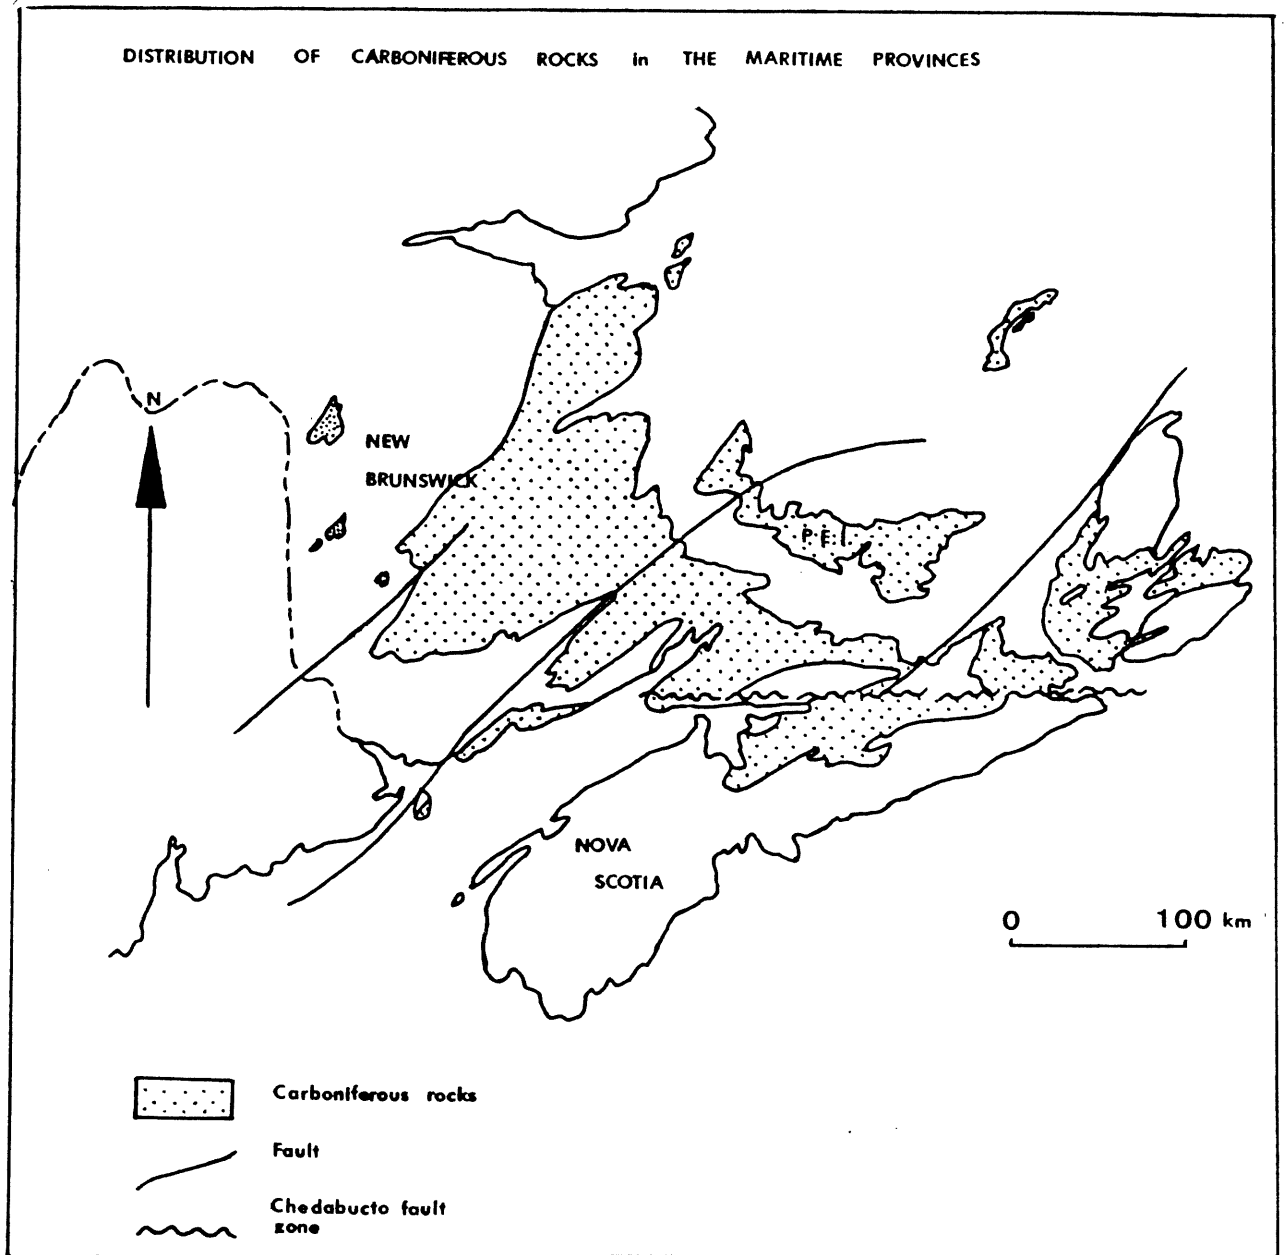 DISTRIBUTION OF CARBONIFEROUS ROCKS in THE MARITIME PROVINCES
N
NEW
BRUNSWICK
P.E.I.
NOVA
SCOTIA
0 100 km
Carboniferous rocks
Fault
Chedabucto fault
zone